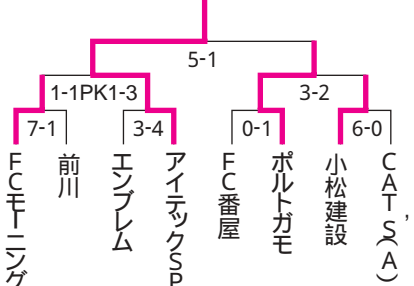 5-1
1-1PK1-3
3-2
7-1
3-4
0-1
6-0
FCモーニング
前川
エンブレム
アイテックSP
FC番屋
ポルトガモ
小松建設
CAT,S(A)